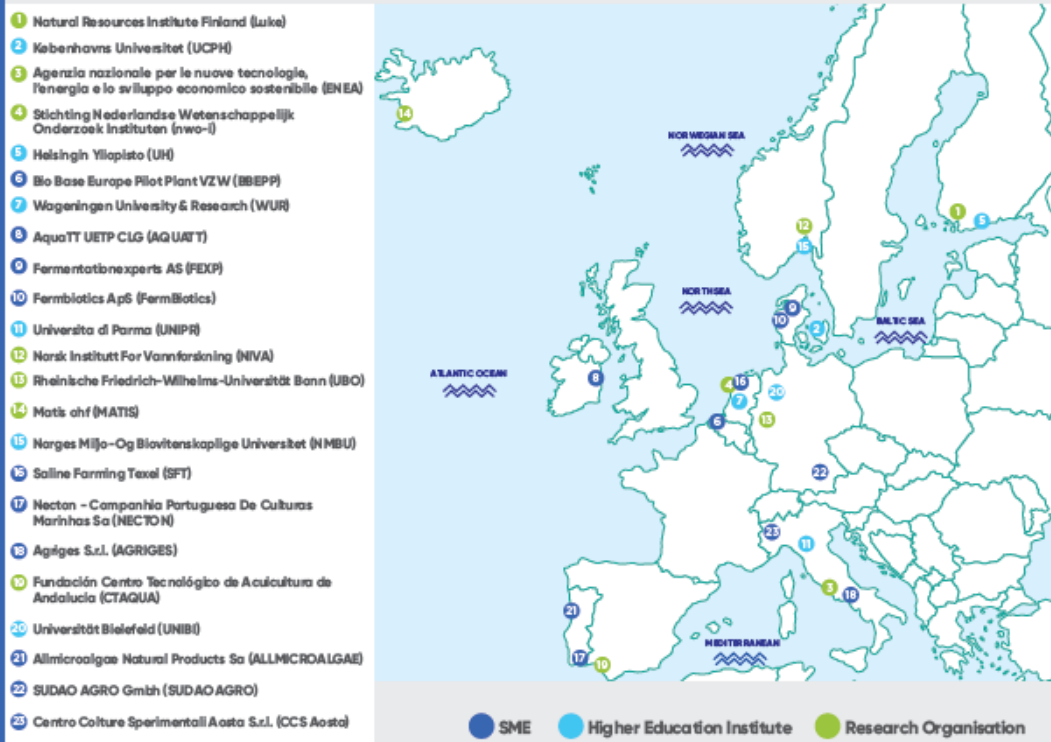 1 Natural Resources Institute Finland (Luke)
2 Københavns Universitet (UCPH)
3 Agenzia nazionale per le nuove tecnologie,
l'energia e lo sviluppo economico sostenibile (ENEA)
4 Stichting Nederlandse Wetenschappelijk
Onderzoek Instituten (nwo-i)
5 Helsingin Yliopisto (UH)
6 Bio Base Europe Pilot Plant VZW (BBEPP)
7 Wageningen University & Research (WUR)
8 AquaTT UETP CLG (AQUATT)
9 Fermentationexperts AS (FEXP)
10 Fermbiotics ApS (FermBiotics)
11 Universita di Parma (UNIPR)
12 Norsk Institutt For Vannforskning (NIVA)
13 Rheinische Friedrich-Wilhelms-Universität Bonn (UBO)
14 Matis ohf (MATIS)
15 Norges Miljo-Og Biovitenskaplige Universitet (NMBU)
16 Saline Farming Texel (SFT)
17 Necton - Companhia Portuguesa De Culturas
Marinhas Sa (NECTON)
18 Agriges S.r.l. (AGRIGES)
19 Fundación Centro Tecnológico de Acuicultura de
Andalucia (CTAQUA)
20 Universität Bielefeld (UNIBI)
21 Allmicroalgae Natural Products Sa (ALLMICROALGAE)
22 SUDAO AGRO Gmbh (SUDAO AGRO)
23 Centro Colture Sperimentali Aosta S.r.l. (CCS Aosta)
14
NORWEGIAN SEA
1
5
12
15
NORTH SEA
9
10
2
BALTIC SEA
ATLANTIC OCEAN
8
4
16
7
20
6
13
22
23
11
3
18
21
MEDITERRANEAN
17
19
SME
Higher Education Institute
Research Organisation